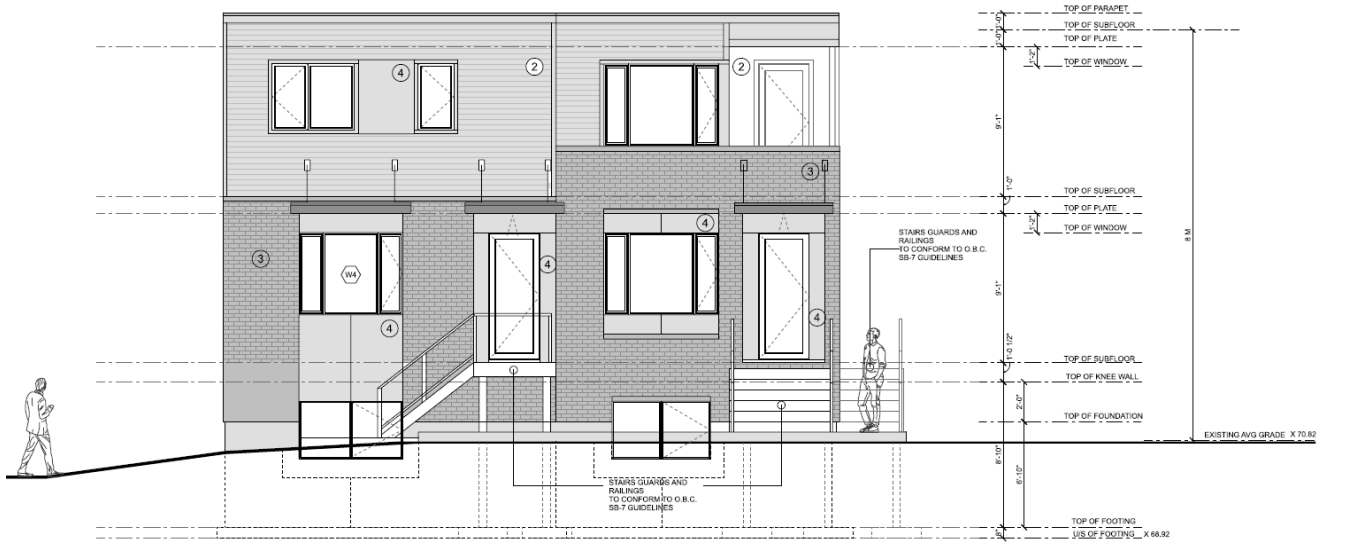 TOP OF PARAPET
1'-0"
TOP OF SUBFLOOR
1'-0"
TOP OF PLATE
1'-2"
TOP OF WINDOW
2
4
2
9'-1"
3
1'-0"
TOP OF SUBFLOOR
TOP OF PLATE
1'-2"
TOP OF WINDOW
4
STAIRS GUARDS AND
RAILINGS
TO CONFORM TO O.B.C.
SB-7 GUIDELINES
8 M
3
4
W4
9'-1"
4
4
1'-0 1/2"
TOP OF SUBFLOOR
TOP OF KNEE WALL
2'-0"
TOP OF FOUNDATION
EXISTING AVG GRADE X 70.82
8'-10"
6'-10"
STAIRS GUARDS AND
RAILINGS
TO CONFORM TO O.B.C.
SB-7 GUIDELINES
TOP OF FOOTING
8"
U/S OF FOOTING X 68.92